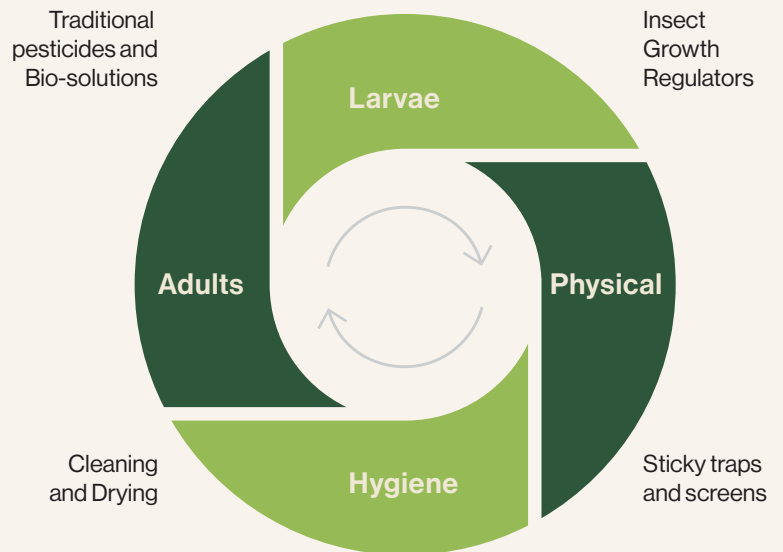 Traditional
pesticides and
Bio-solutions
Insect
Growth
Regulators
Larvae
Adults
Physical
Cleaning
and Drying
Hygiene
Sticky traps
and screens